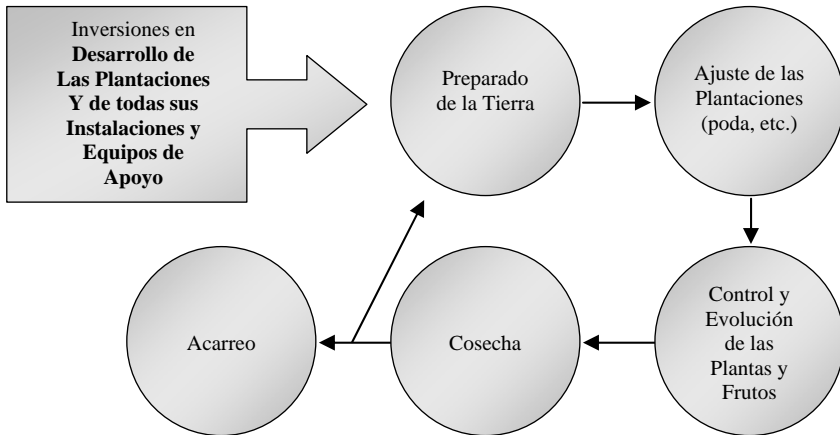 Inversiones en
Desarrollo de
Las Plantaciones
Y de todas sus
Instalaciones y
Equipos de
Apoyo
Preparado
de la Tierra
Ajuste de las
Plantaciones
(poda, etc.)
Control y
Evolución
de las
Plantas y
Frutos
Cosecha
Acarreo